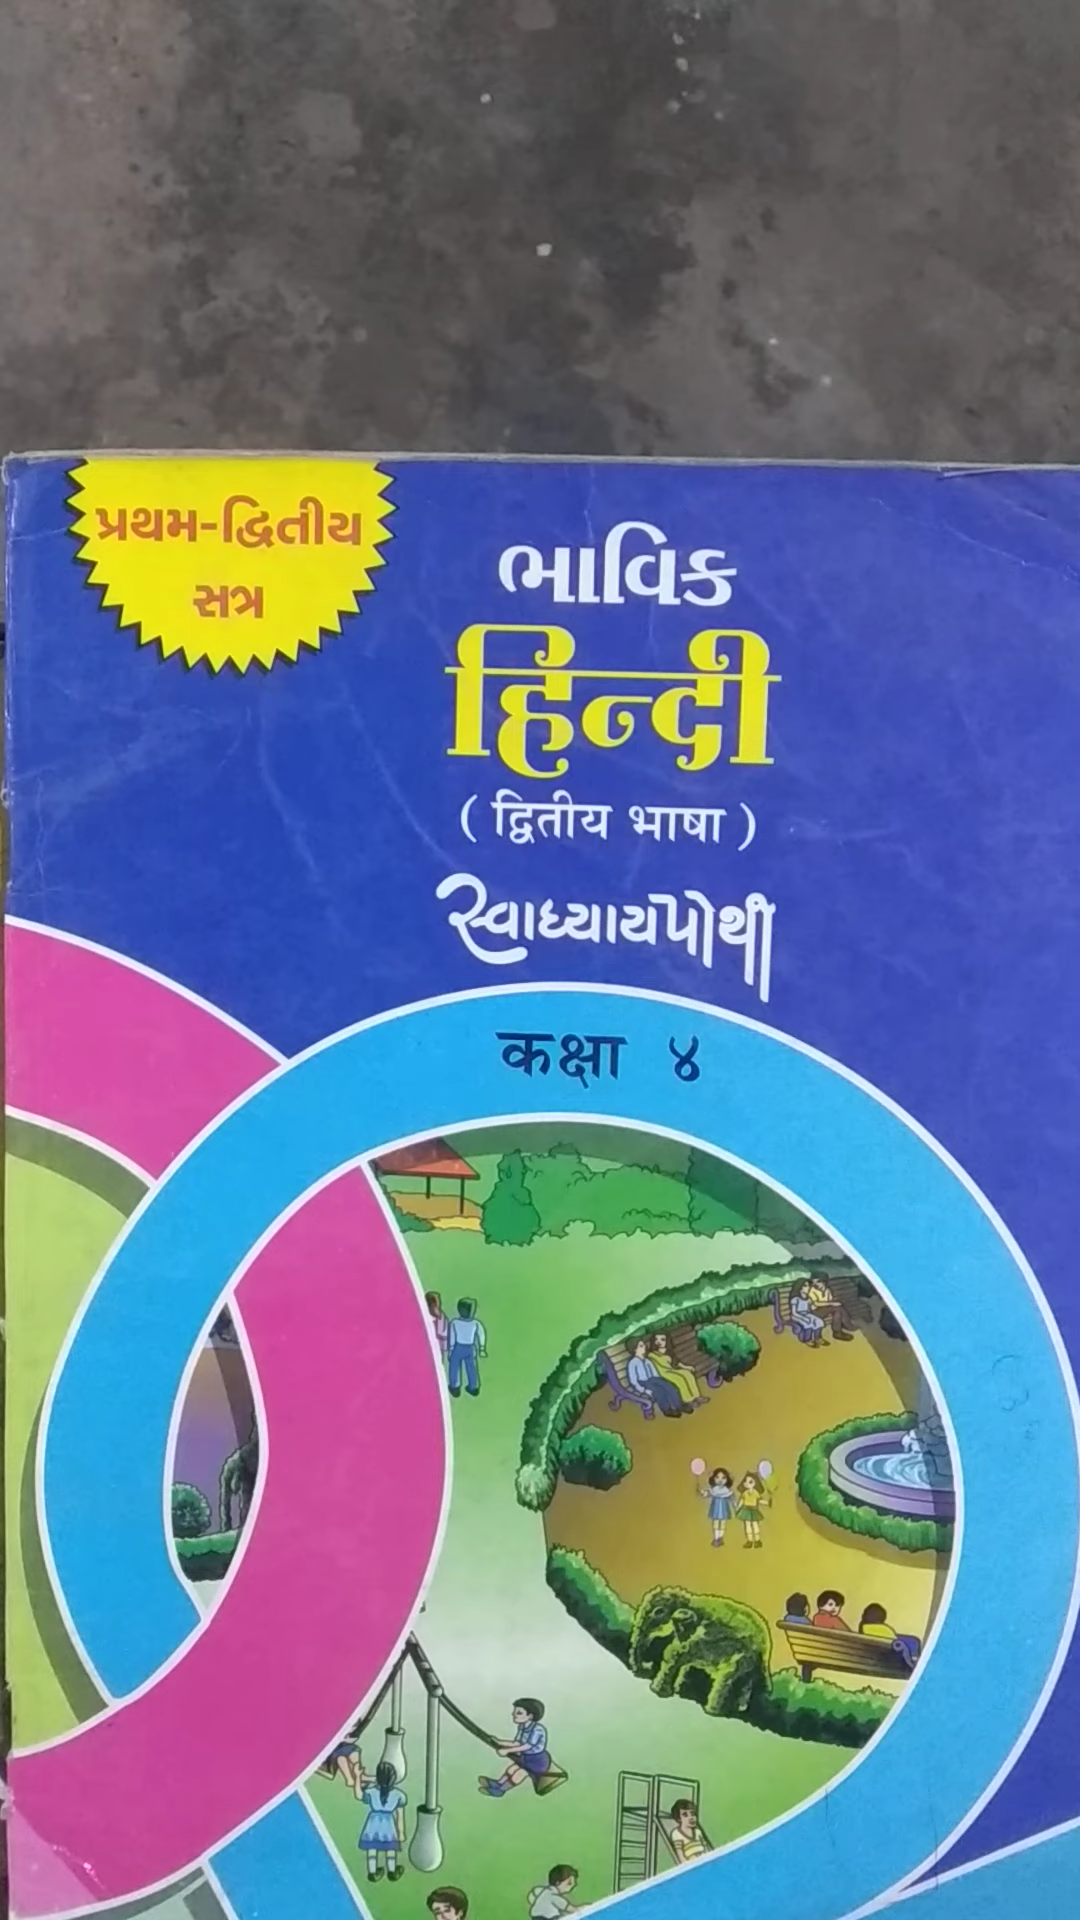 પ્રથમ-દ્વિતીય
સત્ર
ભાવિક
हिन्दी
( द्वितीय भाषा )
સ્વાધ્યાયપોથી
कक्षा ४